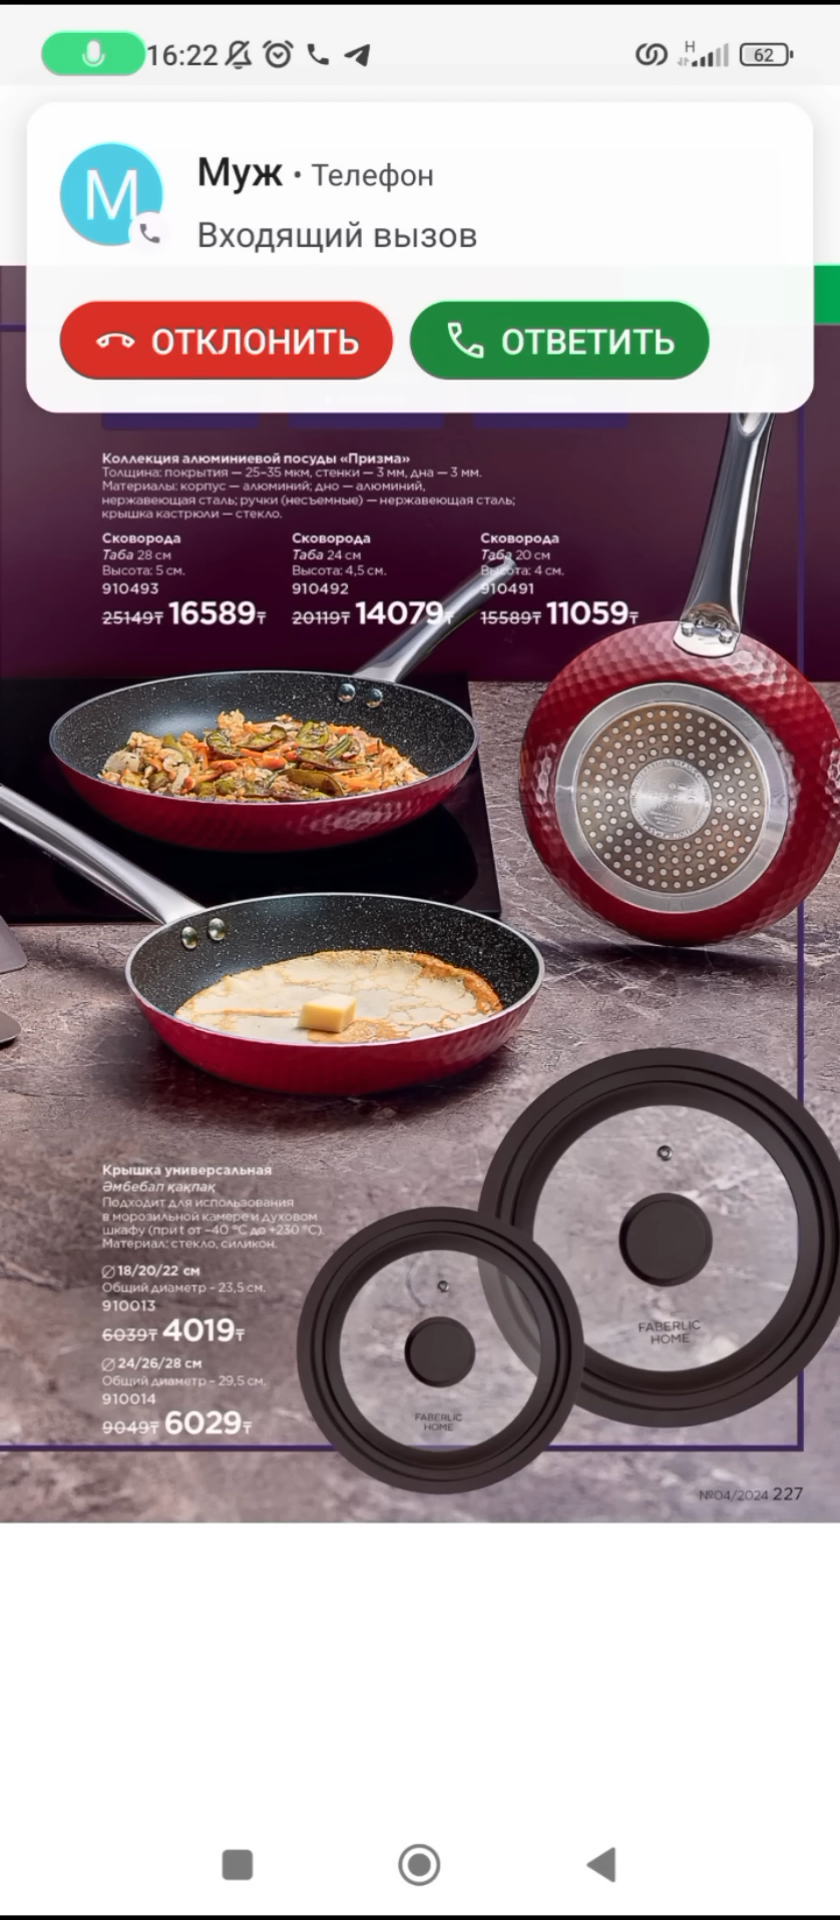 16:22
H
62
М
Муж • Телефон
Входящий вызов
ОТКЛОНИТЬ
ОТВЕТИТЬ
Коллекция алюминиевой посуды «Призма»
Толщина: покрытия — 25–35 мкм, стенки — 3 мм, дна — 3 мм.
Материалы: корпус — алюминий; дно — алюминий,
нержавеющая сталь; ручки (несъемные) — нержавеющая сталь;
крышка кастрюли — стекло.
Сковорода
Таба 28 см
Высота: 5 см.
910493
25149₸ 16589₸
Сковорода
Таба 24 см
Высота: 4,5 см.
910492
20119₸ 14079₸
Сковорода
Таба 20 см
Высота: 4 см.
910491
15589₸ 11059₸
Крышка универсальная
Әмбебап қақпақ
Подходит для использования
в морозильной камере и духовом
шкафу (при t от –40 °C до +230 °C).
Материал: стекло, силикон.
∅ 18/20/22 см
Общий диаметр – 23,5 см.
910013
6039₸ 4019₸
∅ 24/26/28 см
Общий диаметр – 29,5 см.
910014
9049₸ 6029₸
FABERLIC
HOME
FABERLIC
HOME
№04/2024 227